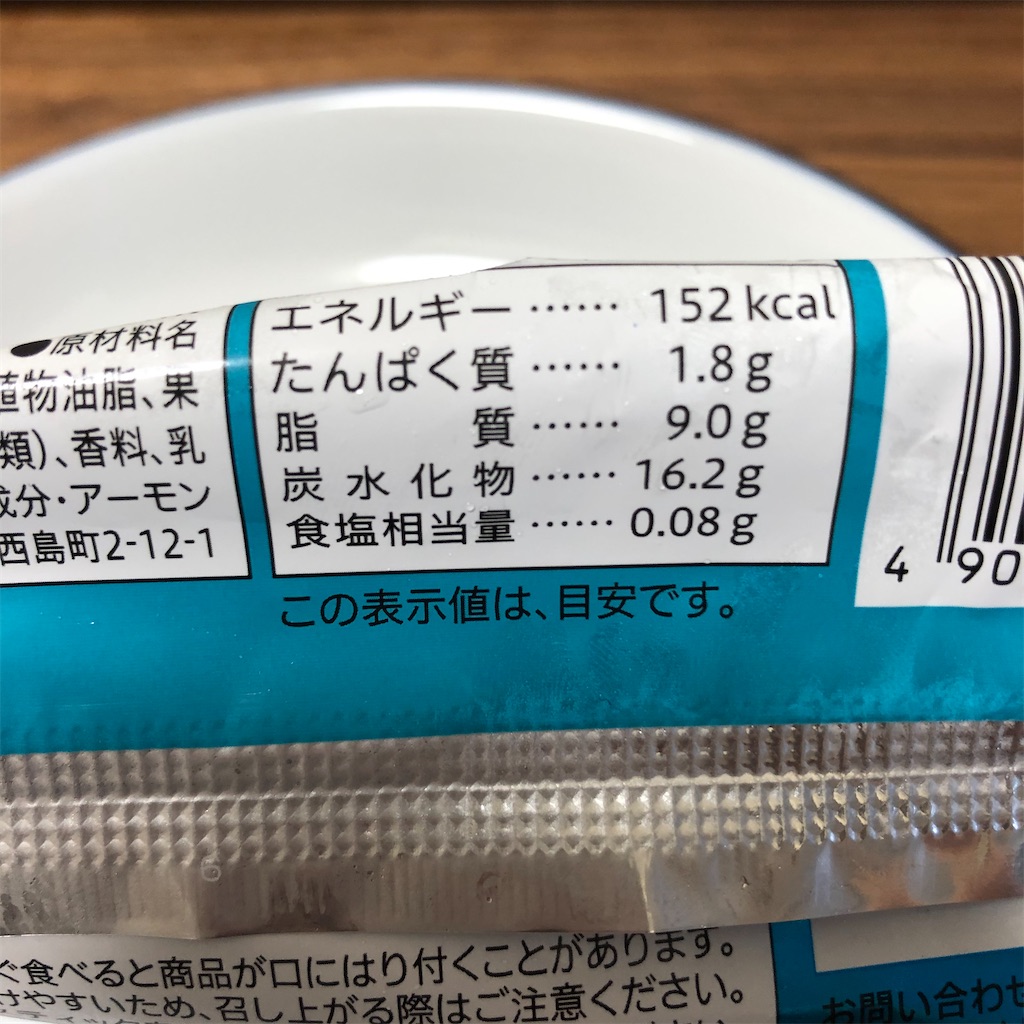 ●原材料名
植物油脂、果
類)、香料、乳
成分・アーモン
西島町2-12-1
エネルギー …… 152 kcal
たんぱく質 …… 1.8 g
脂 質 …… 9.0 g
炭水化物 …… 16.2 g
食塩相当量 …… 0.08 g
この表示値は、目安です。
4 90
ぐ食べると商品が口にはり付くことがあります。
けやすいため、召し上がる際はご注意ください。
お問い合わせ